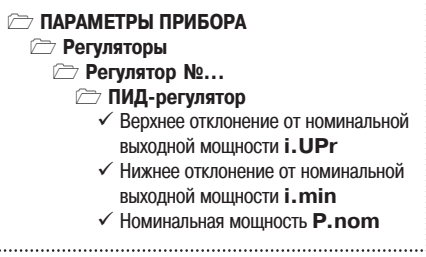 ПАРАМЕТРЫ ПРИБОРА
Регуляторы
Регулятор №...
ПИД-регулятор
✓ Верхнее отклонение от номинальной
выходной мощности i.UPr
✓ Нижнее отклонение от номинальной
выходной мощности i.min
✓ Номинальная мощность P.nom